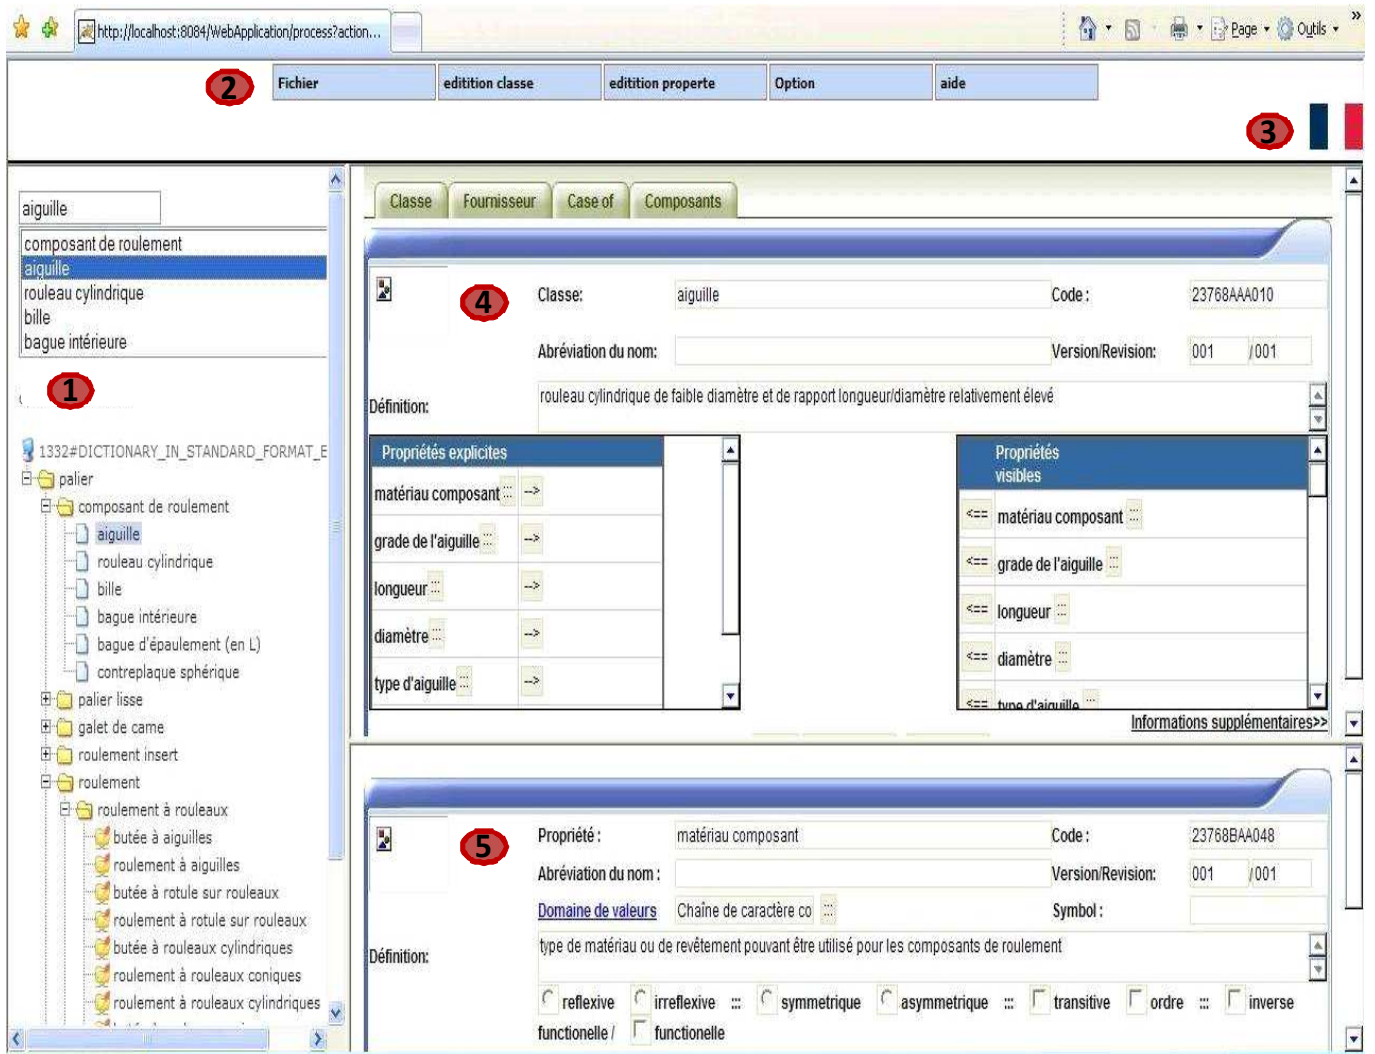 http://localhost:8084/WebApplication/process?action...
Page
Outils
»
2
Fichier
editition classe
editition properte
Option
aide
3
aiguille
composant de roulement
aiguille
rouleau cylindrique
bille
bague intérieure
1
1332#DICTIONARY_IN_STANDARD_FORMAT_E
palier
composant de roulement
aiguille
rouleau cylindrique
bille
bague intérieure
bague d'épaulement (en L)
contreplaque sphérique
palier lisse
galet de came
roulement insert
roulement
roulement à rouleaux
butée à aiguilles
roulement à aiguilles
butée à rotule sur rouleaux
roulement à rotule sur rouleaux
butée à rouleaux cylindriques
roulement à rouleaux coniques
roulement à rouleaux cylindriques
Classe
Fournisseur
Case of
Composants
4
Classe: aiguille Code : 23768AAA010
Abréviation du nom: Version/Revision: 001 /001
Définition: rouleau cylindrique de faible diamètre et de rapport longueur/diamètre relativement élevé
Propriétés explicites
matériau composant ::: -->
grade de l'aiguille ::: -->
longueur ::: -->
diamètre ::: -->
type d'aiguille ::: -->
Propriétés
visibles
<== matériau composant :::
<== grade de l'aiguille :::
<== longueur :::
<== diamètre :::
<== type d'aiguille :::
Informations supplémentaires>>
5
Propriété : matériau composant Code : 23768BAA048
Abréviation du nom : Version/Revision: 001 /001
Domaine de valeurs Chaîne de caractère co ::: Symbol :
Définition: type de matériau ou de revêtement pouvant être utilisé pour les composants de roulement
reflexive irreflexive ::: symmetrique asymmetrique ::: transitive ordre ::: inverse
functionelle / functionelle